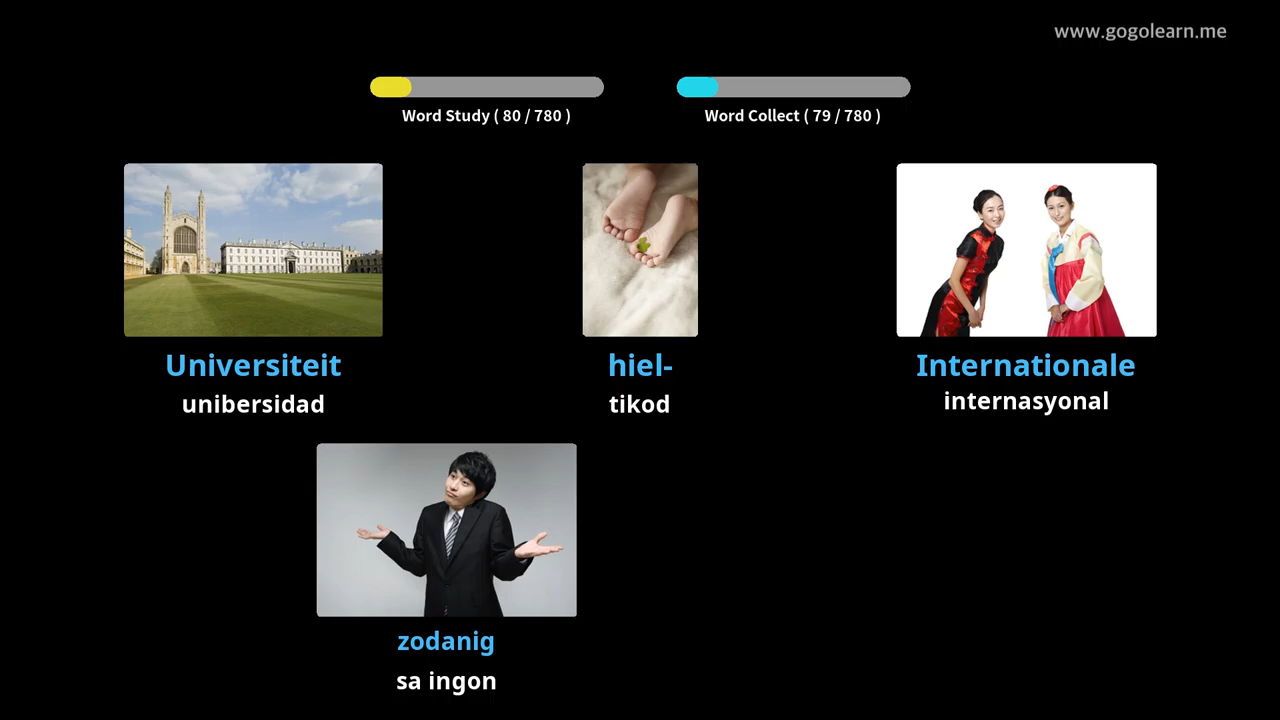 www.gogolearn.me
Word Study ( 80 / 780 )
Word Collect ( 79 / 780 )
Universiteit
unibersidad
hiel-
tikod
Internationale
internasyonal
zodanig
sa ingon